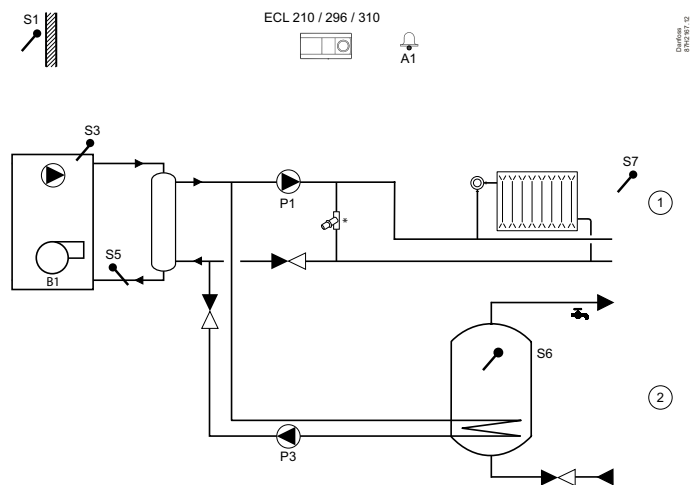 S1
ECL 210 / 296 / 310
A1
Danfoss
87H2167.12
S3
S7
1
P1
*
S5
B1
S6
2
P3